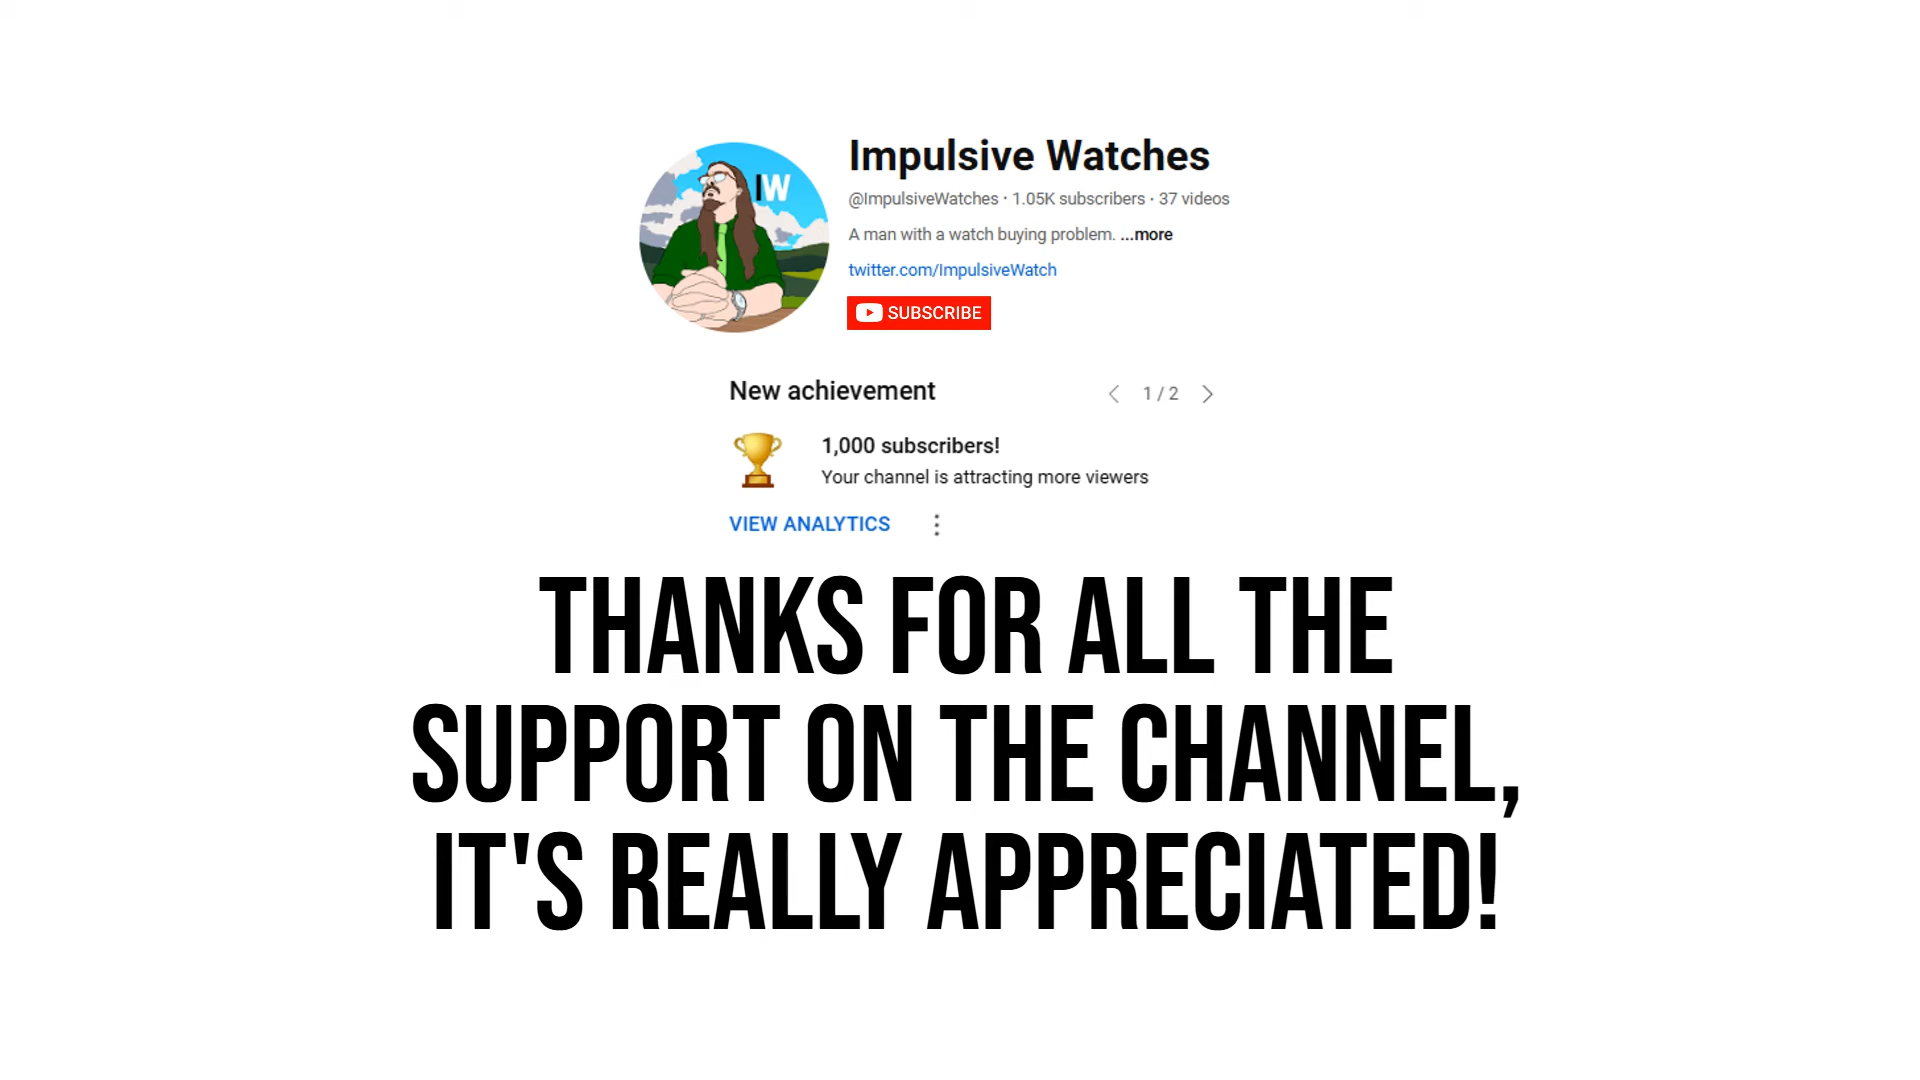 IW
Impulsive Watches
@ImpulsiveWatches · 1.05K subscribers · 37 videos
A man with a watch buying problem. ...more
twitter.com/ImpulsiveWatch
SUBSCRIBE
New achievement
1 / 2
1,000 subscribers!
Your channel is attracting more viewers
VIEW ANALYTICS
THANKS FOR ALL THE
SUPPORT ON THE CHANNEL,
IT'S REALLY APPRECIATED!